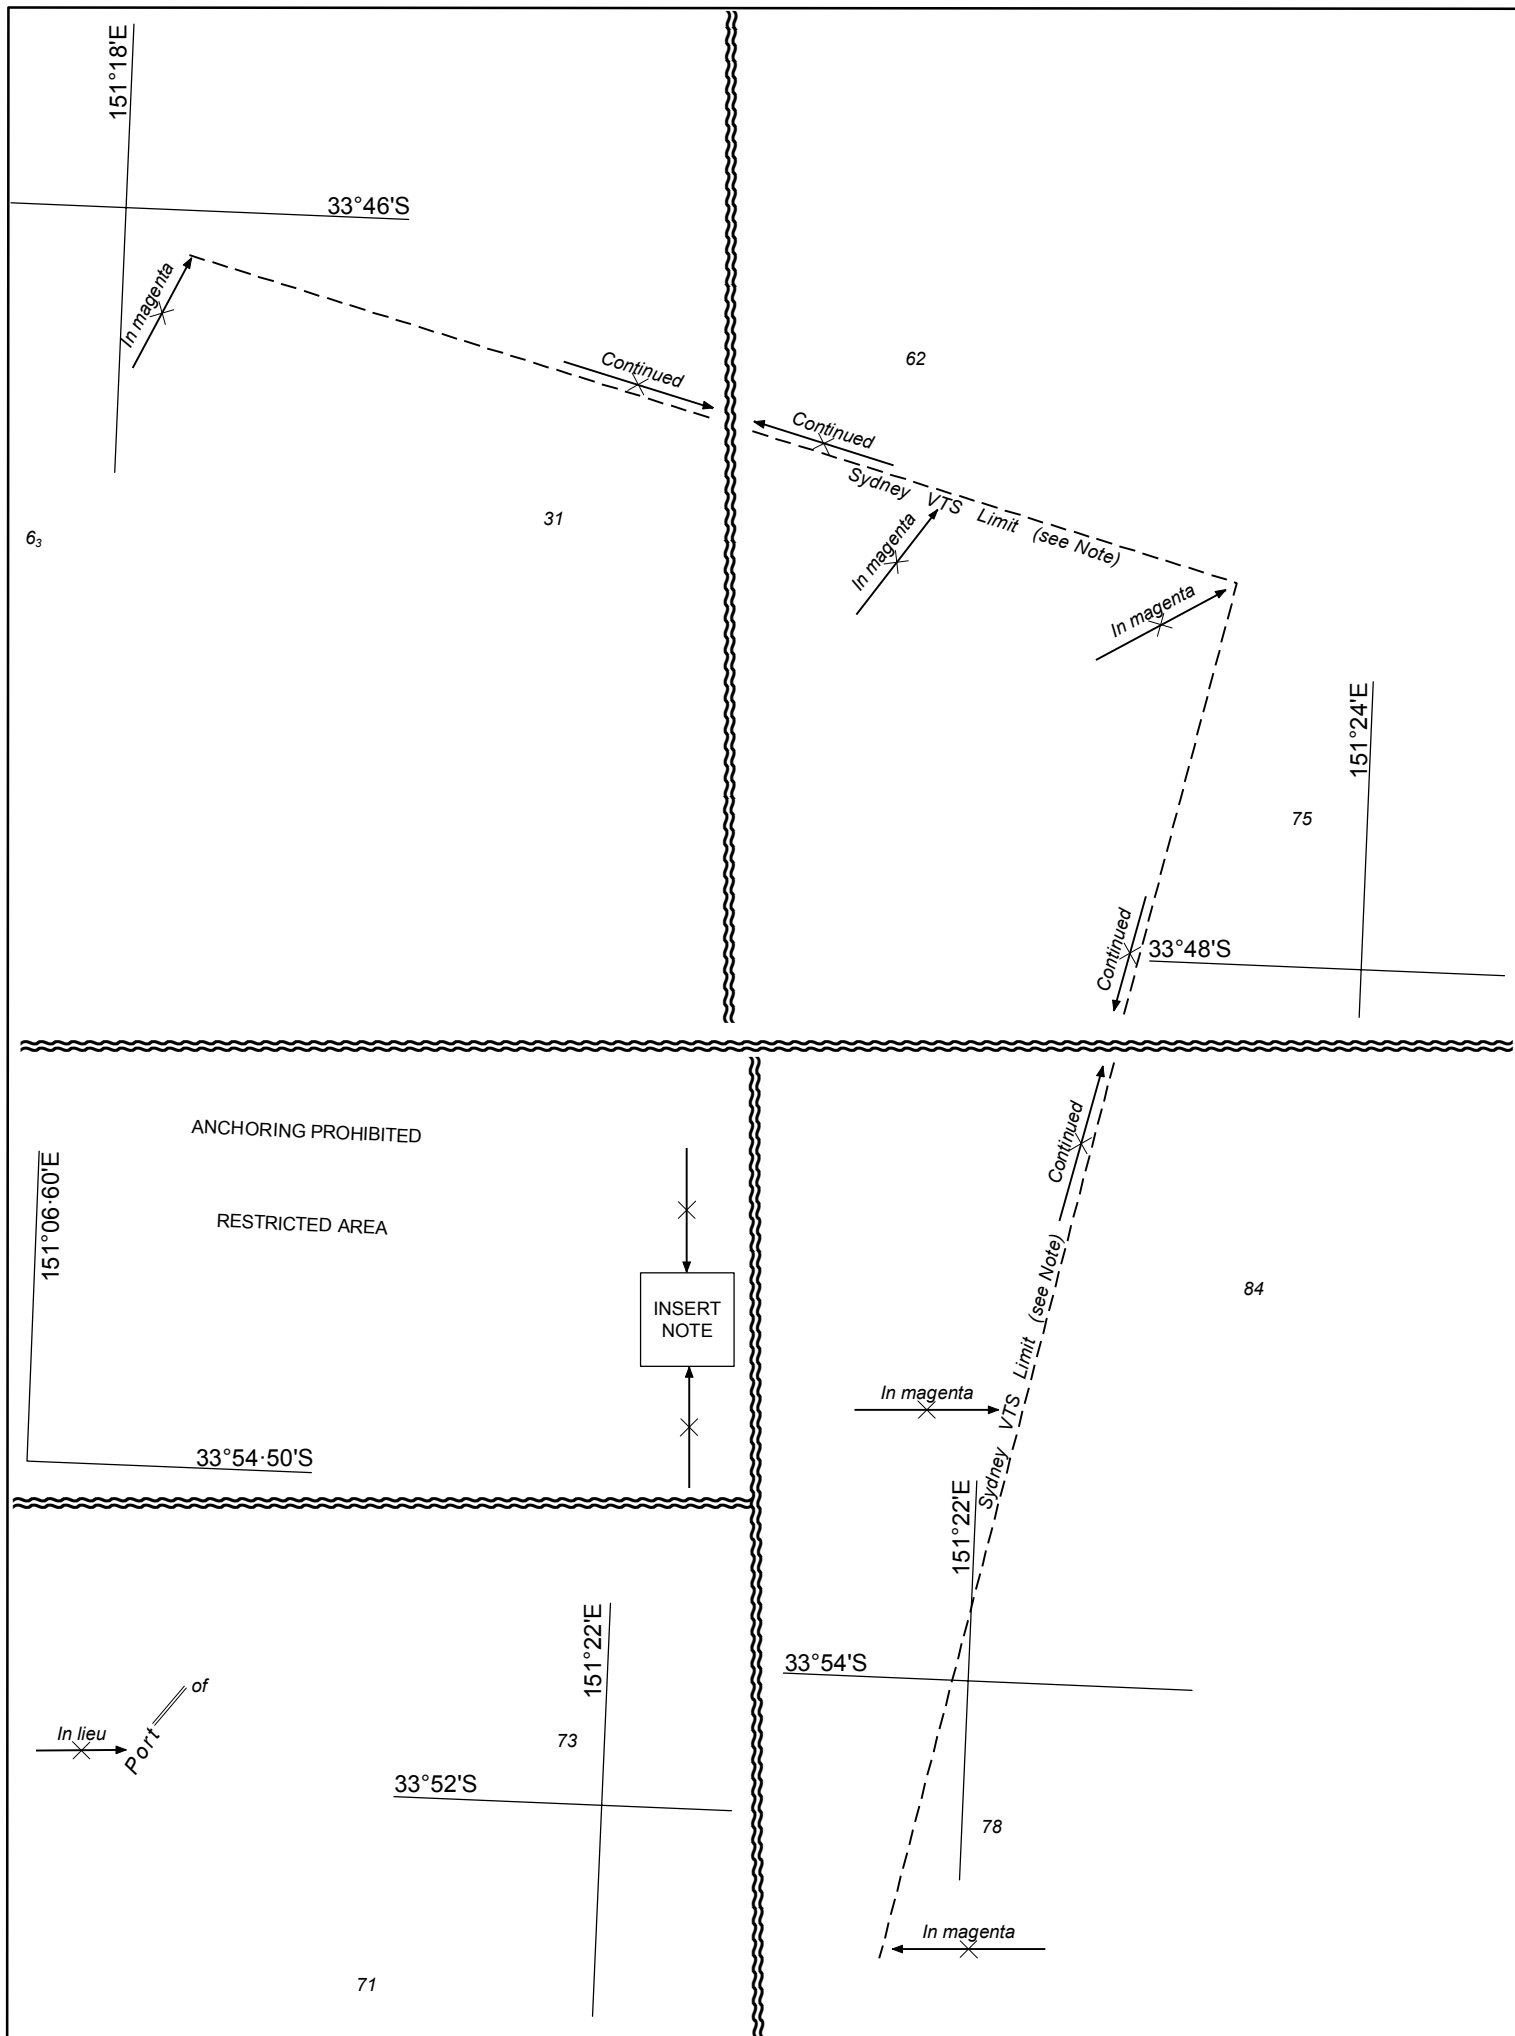 151°18'E
33°46'S
In magenta
Continued
6₃
31
62
Continued
Sydney VTS Limit (see Note)
In magenta
In magenta
151°24'E
75
Continued
33°48'S
ANCHORING PROHIBITED
RESTRICTED AREA
151°06·60'E
33°54·50'S
INSERT
NOTE
Continued
Sydney VTS Limit (see Note)
84
In magenta
151°22'E
33°54'S
78
In magenta
of
Port
In lieu
151°22'E
73
33°52'S
71